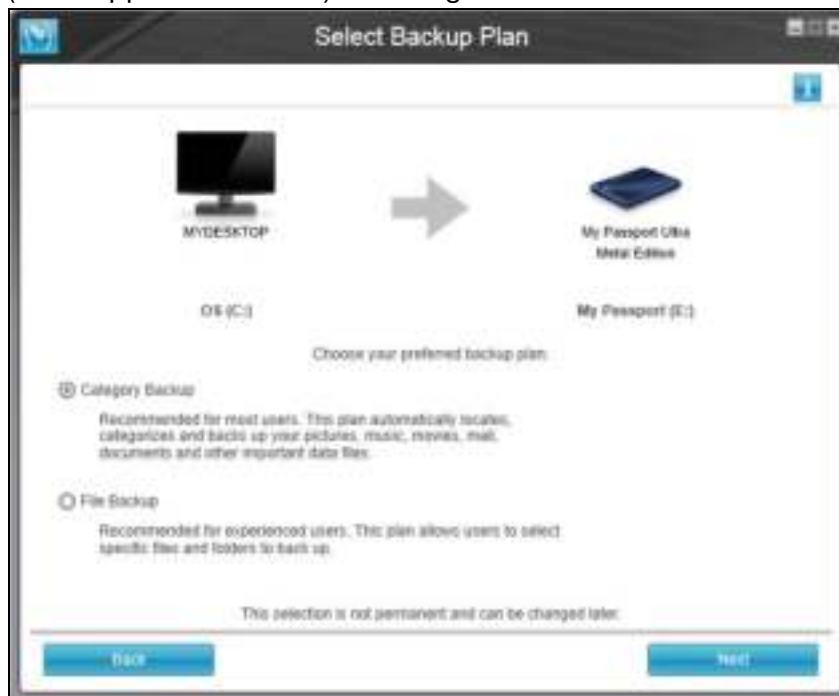 Select Backup Plan
MYDESKTOP
My Passport Ultra
Metal Edition
OS (C:)
My Passport (E:)
Choose your preferred backup plan:
Category Backup
Recommended for most users. This plan automatically locates,
categorizes and backs up your pictures, music, movies, mail,
documents and other important data files.
File Backup
Recommended for experienced users. This plan allows users to select
specific files and folders to back up.
This selection is not permanent and can be changed later.
Back
Next